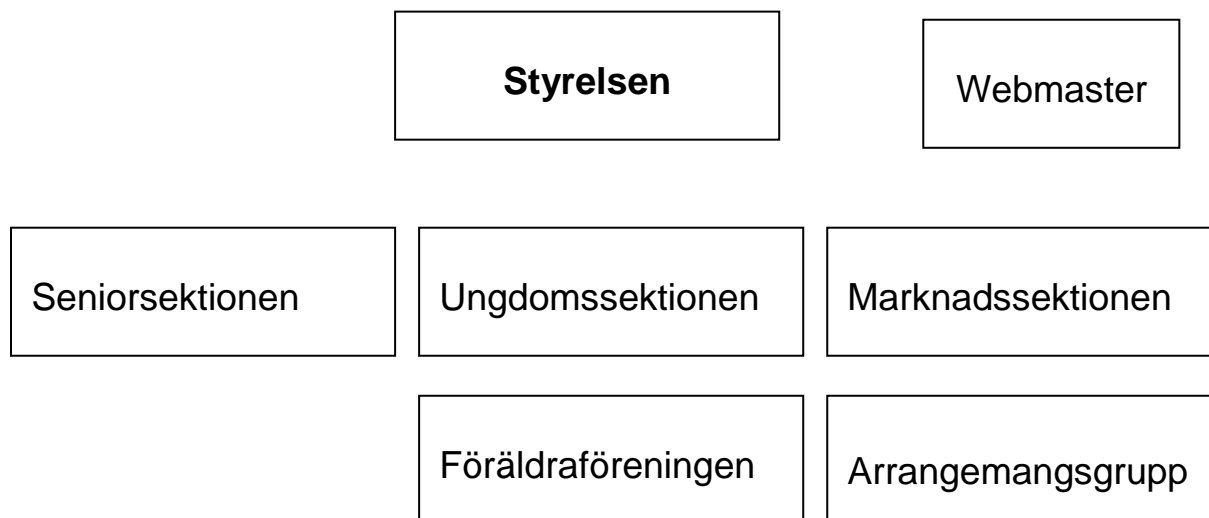 Styrelsen
Webmaster
Seniorsektionen
Ungdomssektionen
Marknadssektionen
Föräldraföreningen
Arrangemangsgrupp